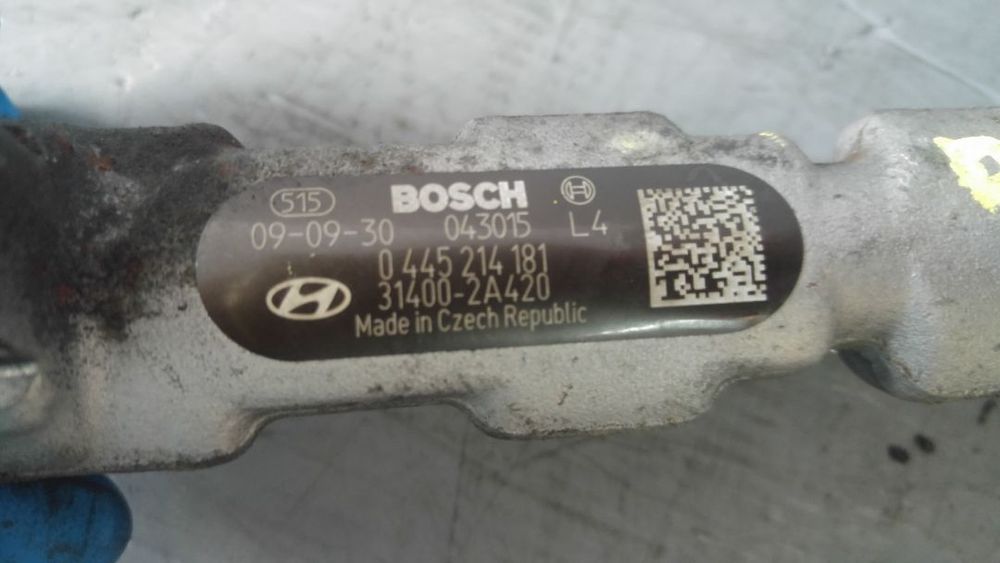 515 BOSCH
09-09-30 043015 L4
0 445 214 181
31400-2A420
Made in Czech Republic